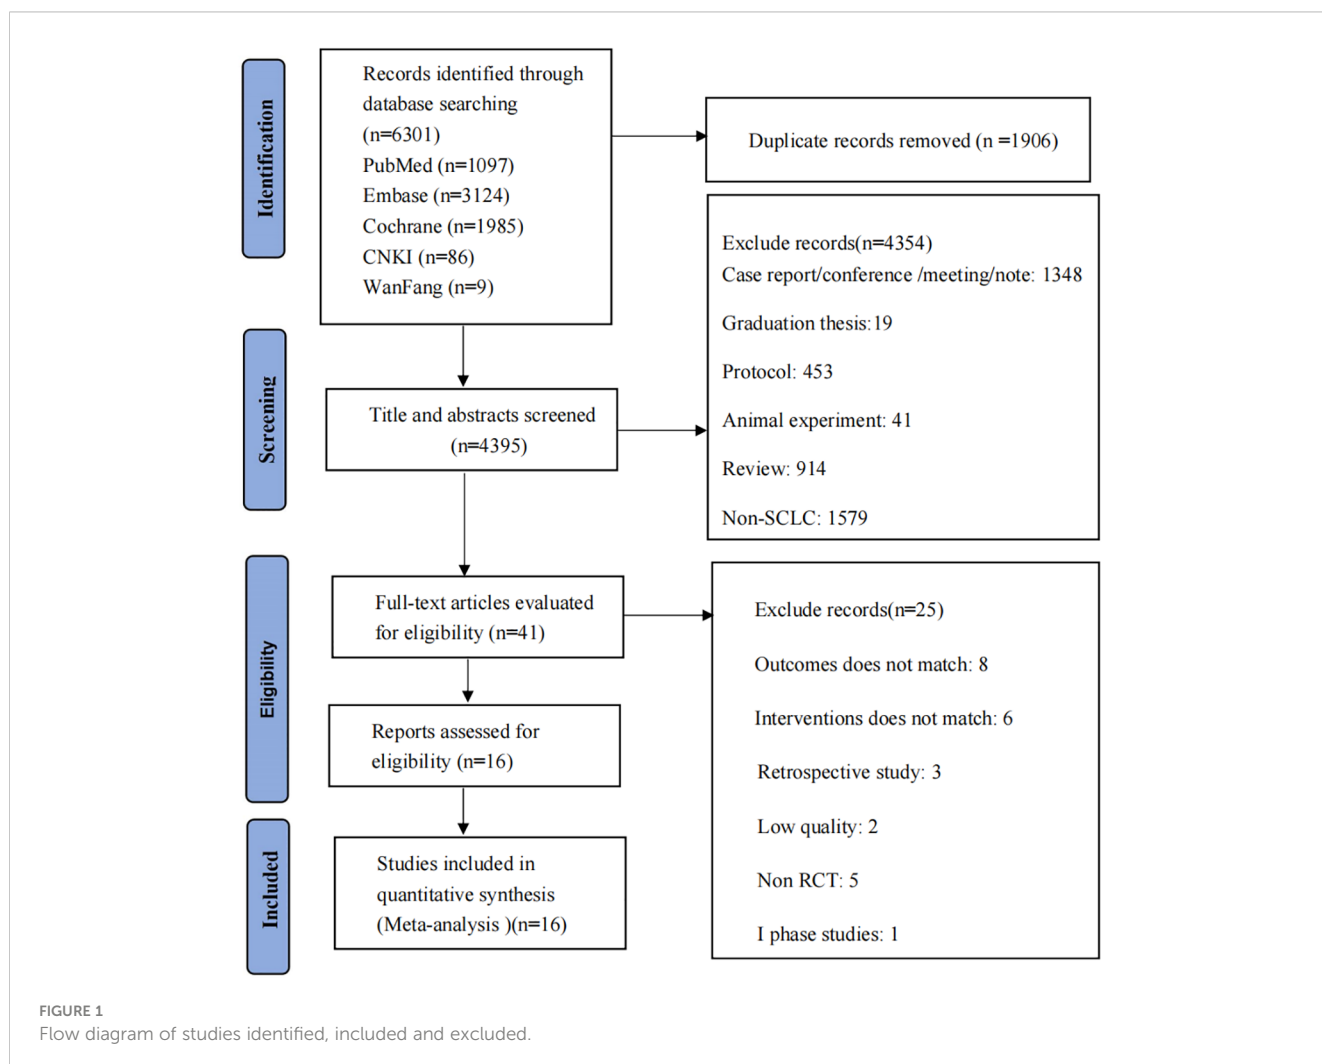 Identification
Records identified through
database searching
(n=6301)
PubMed (n=1097)
Embase (n=3124)
Cochrane (n=1985)
CNKI (n=86)
WanFang (n=9)
Duplicate records removed (n =1906)
Screening
Title and abstracts screened
(n=4395)
Exclude records(n=4354)
Case report/conference /meeting/note: 1348
Graduation thesis:19
Protocol: 453
Animal experiment: 41
Review: 914
Non-SCLC: 1579
Eligibility
Full-text articles evaluated
for eligibility (n=41)
Exclude records(n=25)
Outcomes does not match: 8
Interventions does not match: 6
Retrospective study: 3
Low quality: 2
Non RCT: 5
I phase studies: 1
Reports assessed for
eligibility (n=16)
Included
Studies included in
quantitative synthesis
(Meta-analysis )(n=16)
FIGURE 1
Flow diagram of studies identified, included and excluded.